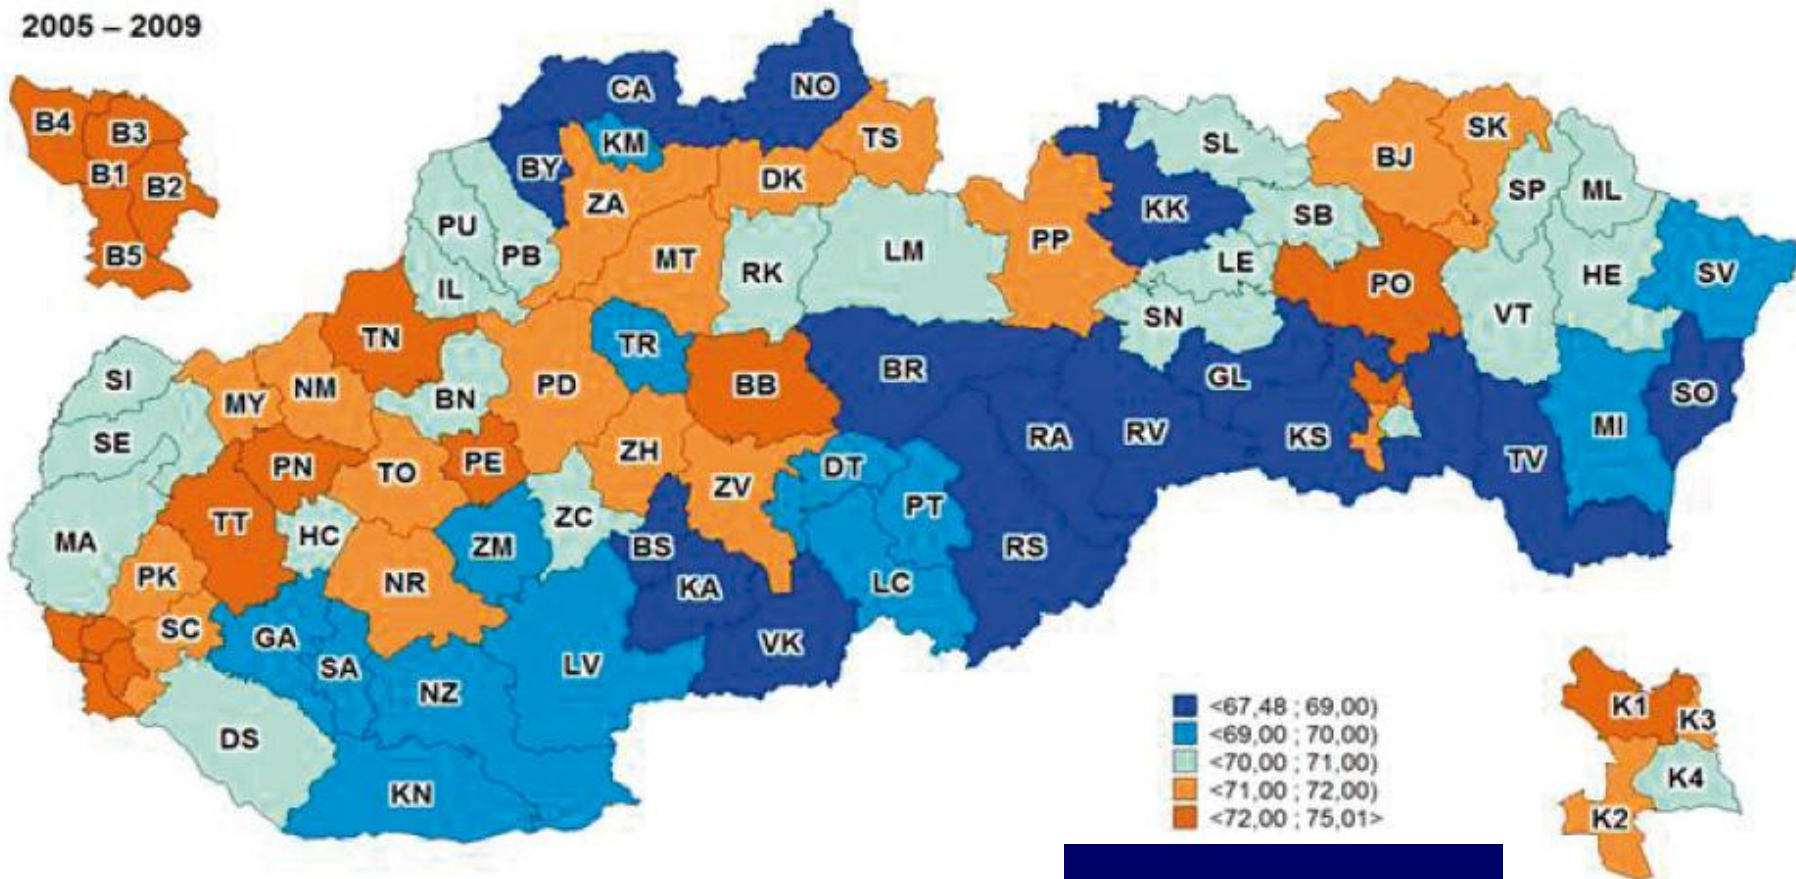 2005 – 2009
CA
NO
B4
B3
KM
TS
SK
BY
SL
BJ
B1
B2
DK
SP
ML
ZA
KK
SB
PU
PP
B5
PB
MT
LM
RK
LE
HE
SV
IL
PO
SN
VT
TN
TR
SI
BR
GL
NM
PD
BB
SO
MY
BN
SE
RA
RV
KS
MI
ZH
PN
TO
PE
DT
TV
ZV
PT
TT
ZC
MA
HC
ZM
BS
RS
PK
NR
KA
LC
SC
GA
VK
SA
LV
NZ
DS
KN
<67,48 ; 69,00)
<69,00 ; 70,00)
<70,00 ; 71,00)
<71,00 ; 72,00)
<72,00 ; 75,01>
K1
K3
K4
K2